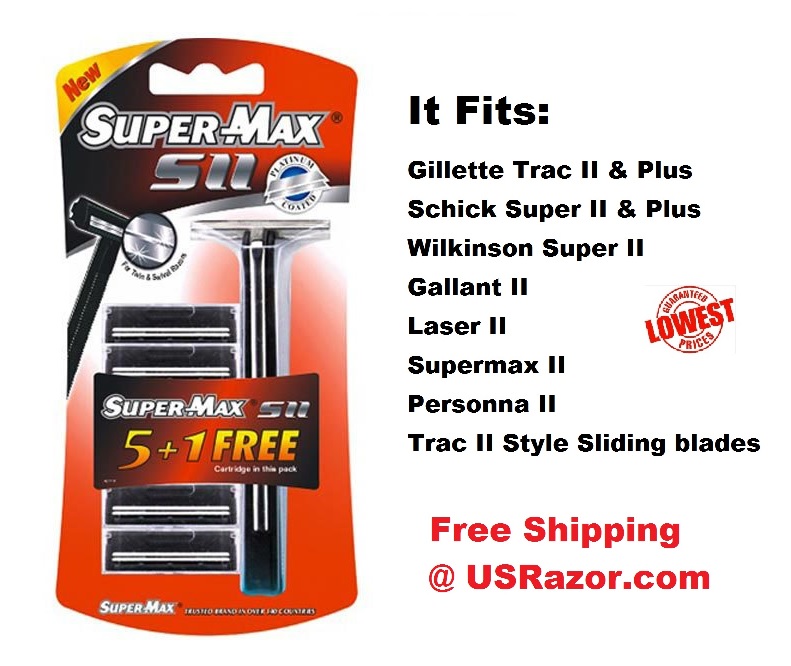 New
SUPER-MAX®
SII
PLATINUM
COATED
For Twin & Swivel Razors
SUPER-MAX® SII
5+1 FREE
Cartridge in this pack
SUPER-MAX® TRUSTED BRAND IN OVER 140 COUNTRIES
It Fits:
Gillette Trac II & Plus
Schick Super II & Plus
Wilkinson Super II
Gallant II
Laser II
Supermax II
Personna II
Trac II Style Sliding blades
GUARANTEED
LOWEST
PRICES
Free Shipping
@ USRazor.com